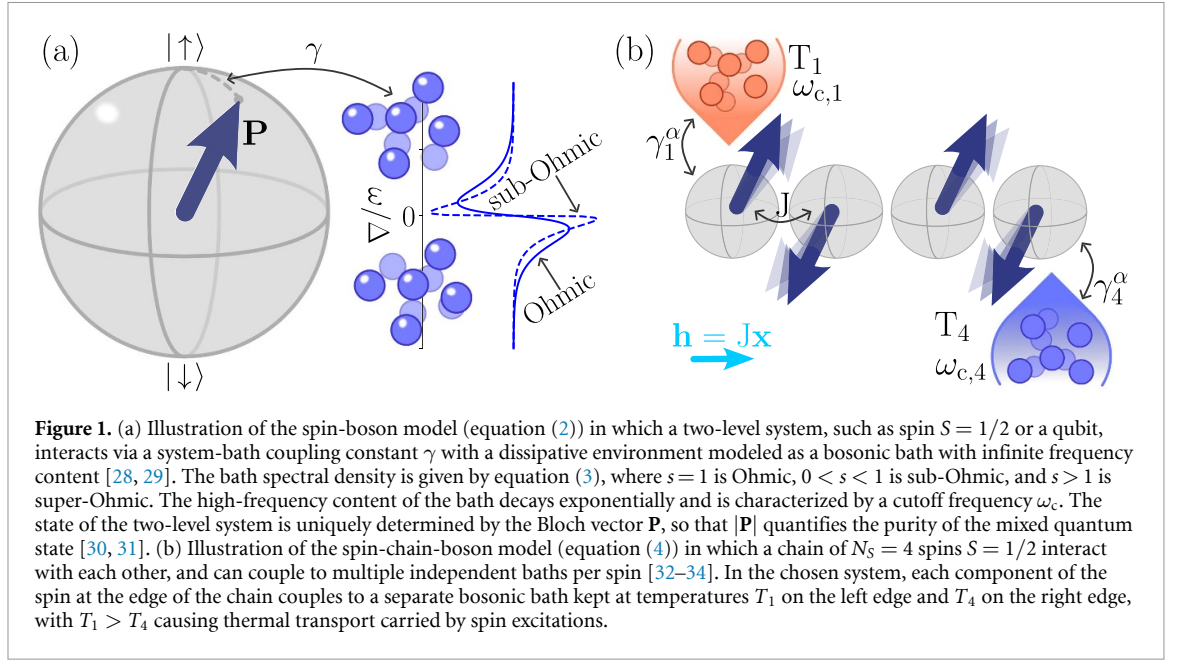 (a)
|↑⟩
γ
P
ε/Δ
0
sub-Ohmic
Ohmic
|↓⟩
(b)
T₁
ω_c,1
γ₁^α
J
γ₄^α
T₄
ω_c,4
h = Jx
Figure 1. (a) Illustration of the spin-boson model (equation (2)) in which a two-level system, such as spin S = 1/2 or a qubit,
interacts via a system-bath coupling constant γ with a dissipative environment modeled as a bosonic bath with infinite frequency
content [28, 29]. The bath spectral density is given by equation (3), where s = 1 is Ohmic, 0 < s < 1 is sub-Ohmic, and s > 1 is
super-Ohmic. The high-frequency content of the bath decays exponentially and is characterized by a cutoff frequency ω_c. The
state of the two-level system is uniquely determined by the Bloch vector P, so that |P| quantifies the purity of the mixed quantum
state [30, 31]. (b) Illustration of the spin-chain-boson model (equation (4)) in which a chain of N_S = 4 spins S = 1/2 interact
with each other, and can couple to multiple independent baths per spin [32–34]. In the chosen system, each component of the
spin at the edge of the chain couples to a separate bosonic bath kept at temperatures T₁ on the left edge and T₄ on the right edge,
with T₁ > T₄ causing thermal transport carried by spin excitations.